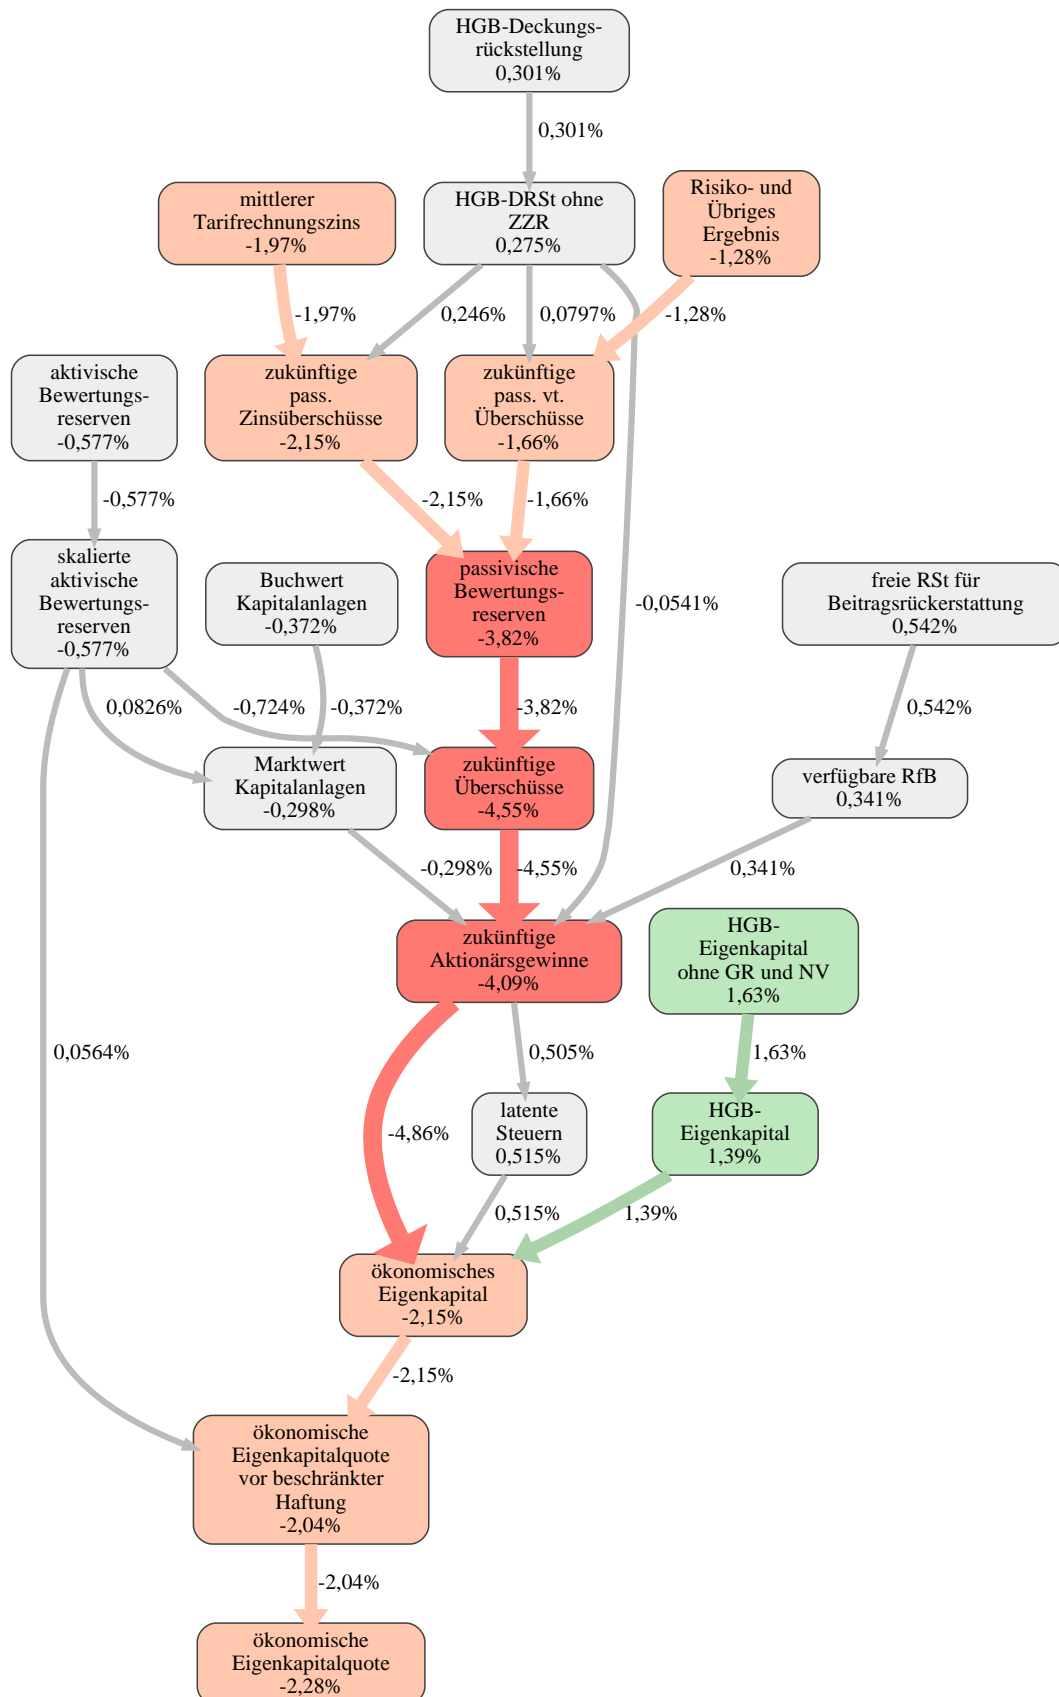 HGB-Deckungs-
rückstellung
0,301%
0,301%
mittlerer
Tarifrechnungszins
-1,97%
HGB-DRSt ohne
ZZR
0,275%
Risiko- und
Übriges
Ergebnis
-1,28%
-1,97%
0,246%
0,0797%
-1,28%
aktivische
Bewertungs-
reserven
-0,577%
zukünftige
pass.
Zinsüberschüsse
-2,15%
zukünftige
pass. vt.
Überschüsse
-1,66%
-0,577%
-2,15%
-1,66%
skalierte
aktivische
Bewertungs-
reserven
-0,577%
Buchwert
Kapitalanlagen
-0,372%
passivische
Bewertungs-
reserven
-3,82%
-0,0541%
freie RSt für
Beitragsrückerstattung
0,542%
0,0826%
-0,724%
-0,372%
-3,82%
0,542%
Marktwert
Kapitalanlagen
-0,298%
zukünftige
Überschüsse
-4,55%
verfügbare RfB
0,341%
-0,298%
-4,55%
0,341%
zukünftige
Aktionärsgewinne
-4,09%
HGB-
Eigenkapital
ohne GR und NV
1,63%
0,0564%
0,505%
1,63%
-4,86%
latente
Steuern
0,515%
HGB-
Eigenkapital
1,39%
0,515%
1,39%
ökonomisches
Eigenkapital
-2,15%
-2,15%
ökonomische
Eigenkapitalquote
vor beschränkter
Haftung
-2,04%
-2,04%
ökonomische
Eigenkapitalquote
-2,28%